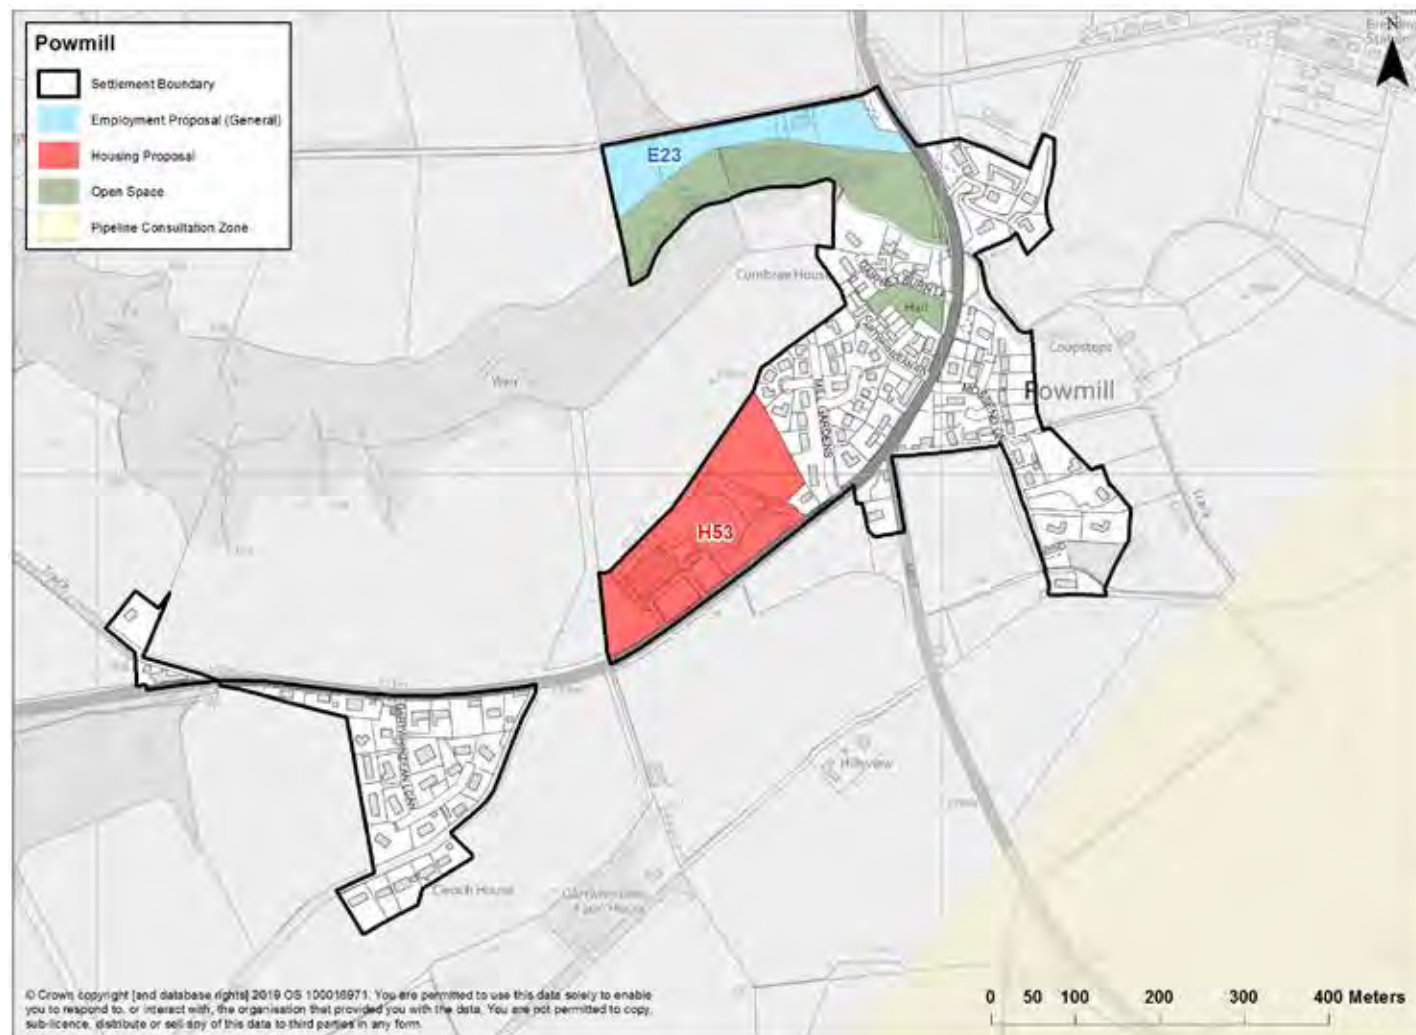 Powmill
Settlement Boundary
Employment Proposal (General)
Housing Proposal
Open Space
Pipeline Consultation Zone
N
E23
Hall
Coupsteps
Powmill
Weir
MILL GARDENS
H53
Track
Track
Hillview
Cleoch House
© Crown copyright [and database rights] 2019 OS 100016971. You are permitted to use this data solely to enable
you to respond to, or interact with, the organisation that provided you with the data. You are not permitted to copy,
sub-licence, distribute or sell any of this data to third parties in any form.
0 50 100 200 300 400 Meters